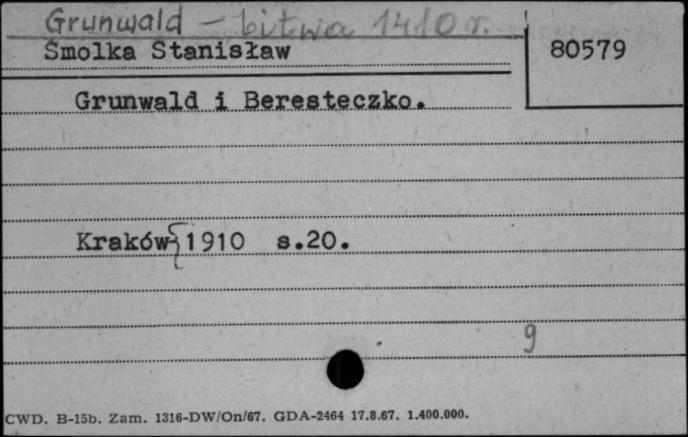 Grunwald - bitwa 1410 r.
Smolka Stanisław
80579
Grunwald i Beresteczko.
Kraków{1910 s.20.
9
CWD. B-15b. Zam. 1316-DW/On/67. GDA-2464 17.8.67. 1.400.000.